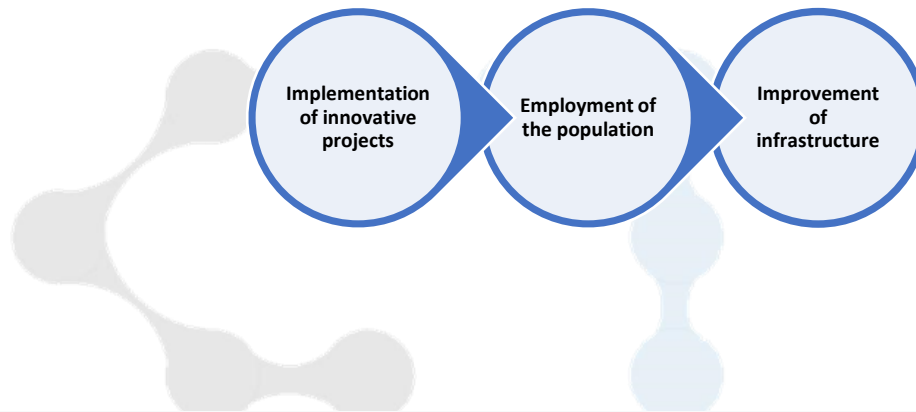 Implementation
of innovative
projects
Employment of
the population
Improvement
of
infrastructure